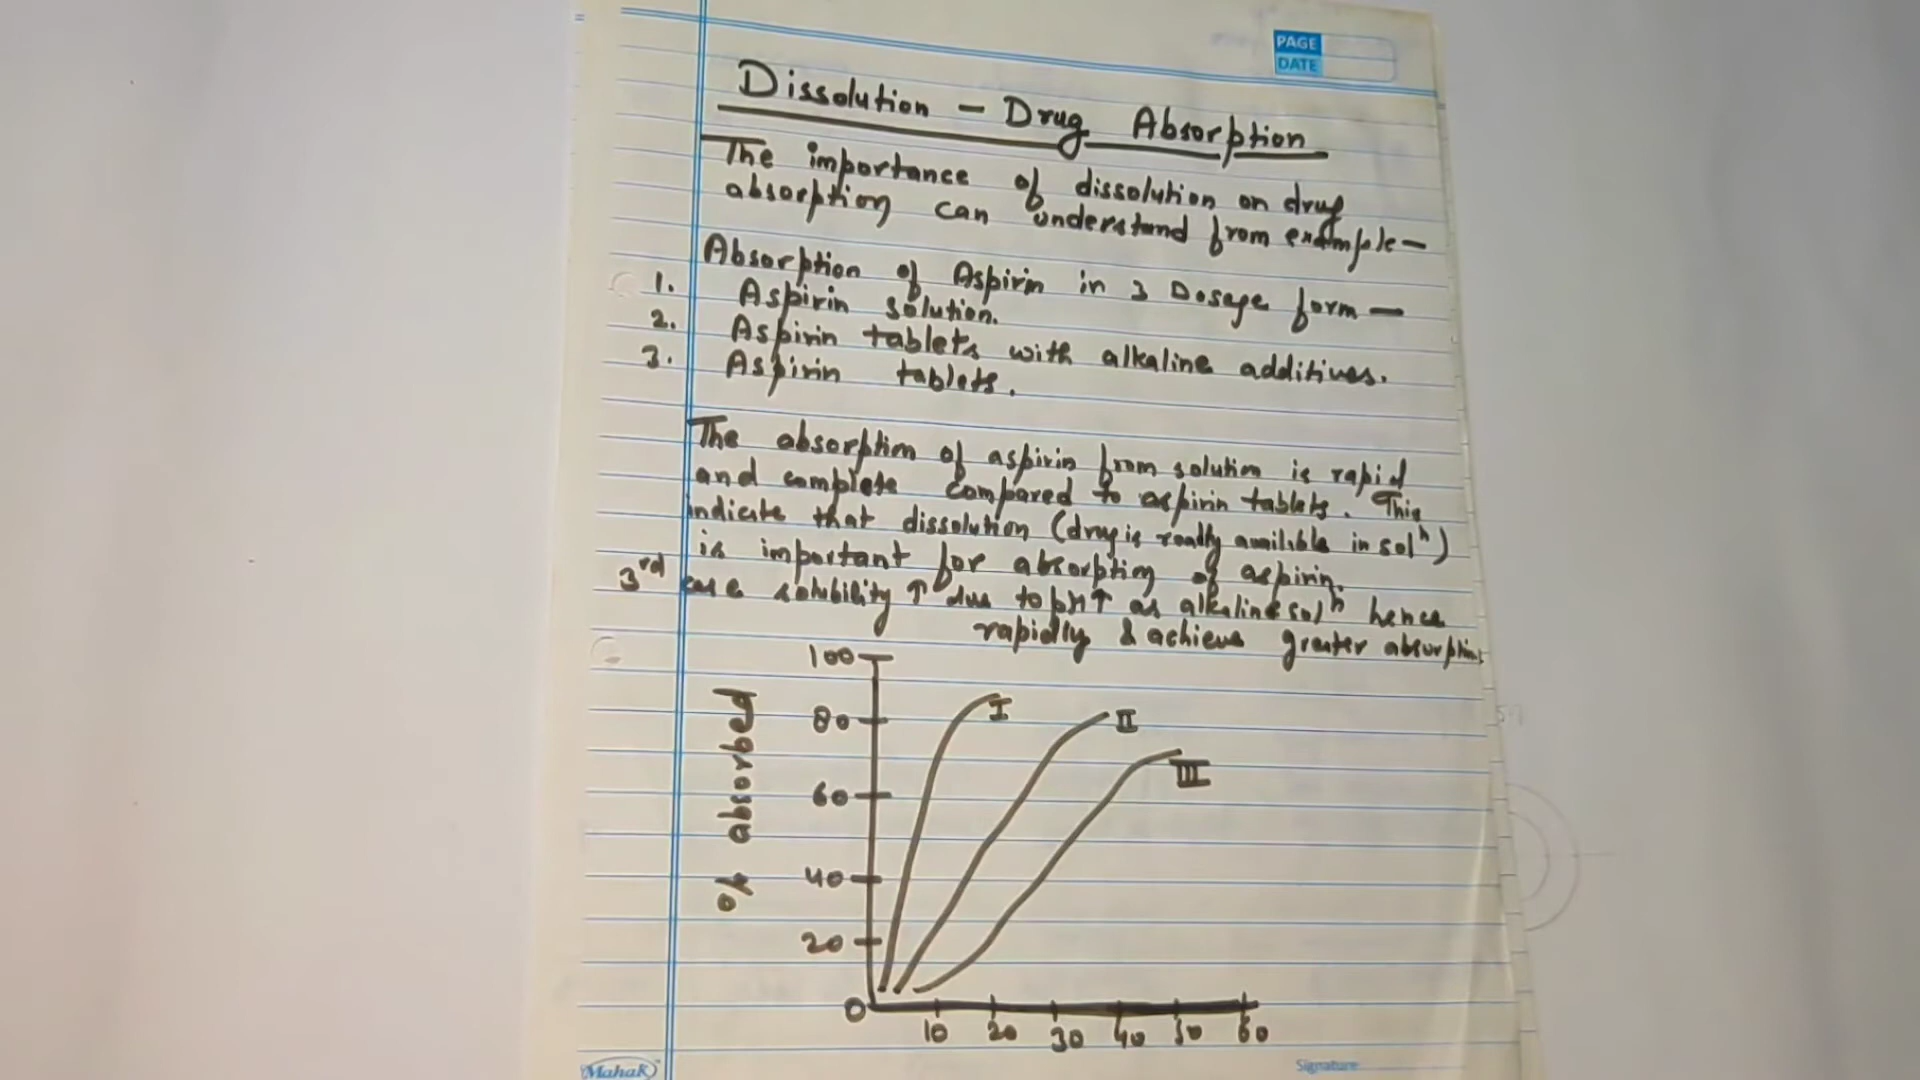 PAGE
DATE
Dissolution - Drug Absorption
The importance of dissolution on drug
absorption can understand from example-
Absorption of Aspirin in 3 Dosage form-
1. Aspirin solution.
2. Aspirin tablets with alkaline additives.
3. Aspirin tablets.
The absorption of aspirin from solution is rapid
and complete compared to aspirin tablets. This
indicate that dissolution (drug is readly availible in solⁿ)
is important for absorption of aspirin.
3rd case solubility ↑ due to pH ↑ as alkaline solⁿ hence
rapidly & achieve greater absorption
100
80
60
40
20
0
% absorbed
I
II
III
10 20 30 40 50 60
Mahak
Signature